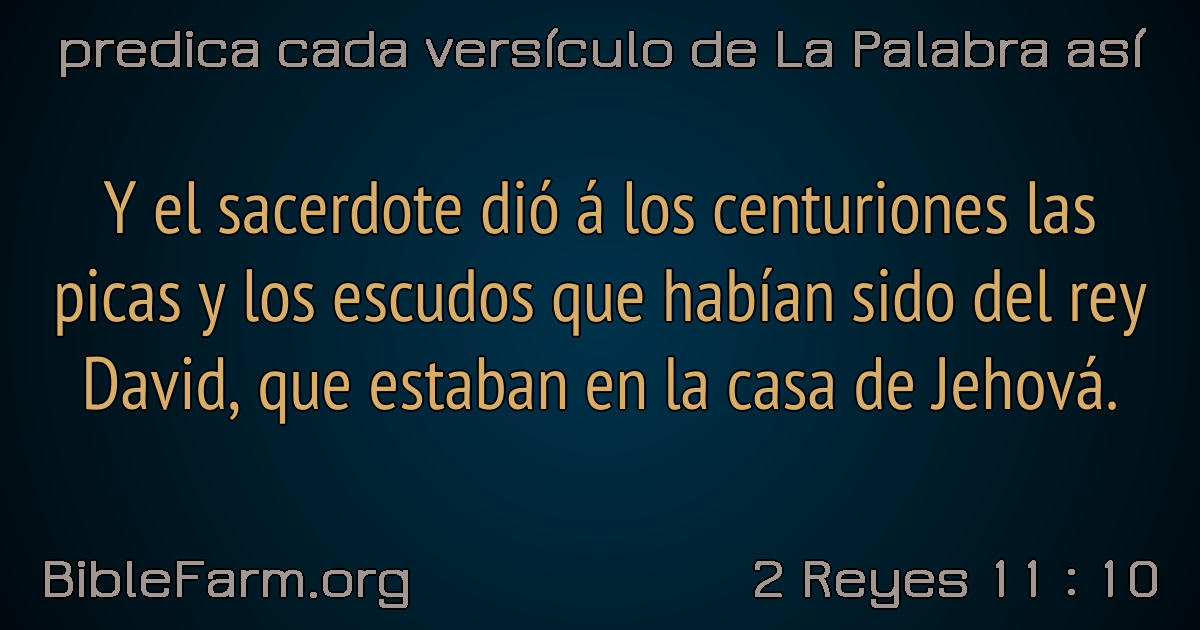 predica cada versículo de La Palabra así
Y el sacerdote dió á los centuriones las
picas y los escudos que habían sido del rey
David, que estaban en la casa de Jehová.
BibleFarm.org
2 Reyes 11 : 10